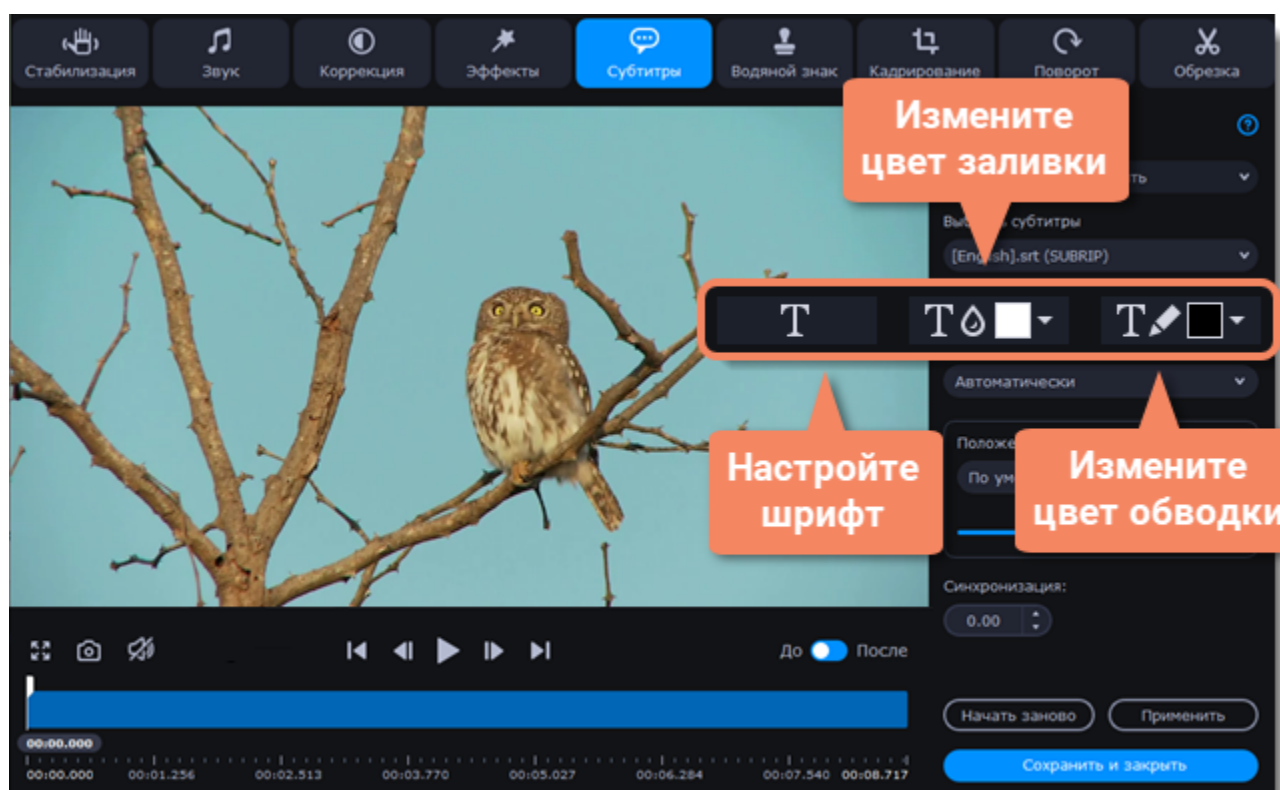 Стабилизация
Звук
Коррекция
Эффекты
Субтитры
Водяной знак
Кадрирование
Поворот
Обрезка
Измените
цвет заливки
субтитры
[English].srt (SUBRIP)
T
T
T
Автоматически
Настройте
шрифт
Измените
цвет обводки
Синхронизация:
0.00
До
После
Начать заново
Применить
00:00.000
00:00.000
00:01.256
00:02.513
00:03.770
00:05.027
00:06.284
00:07.540
00:08.717
Сохранить и закрыть